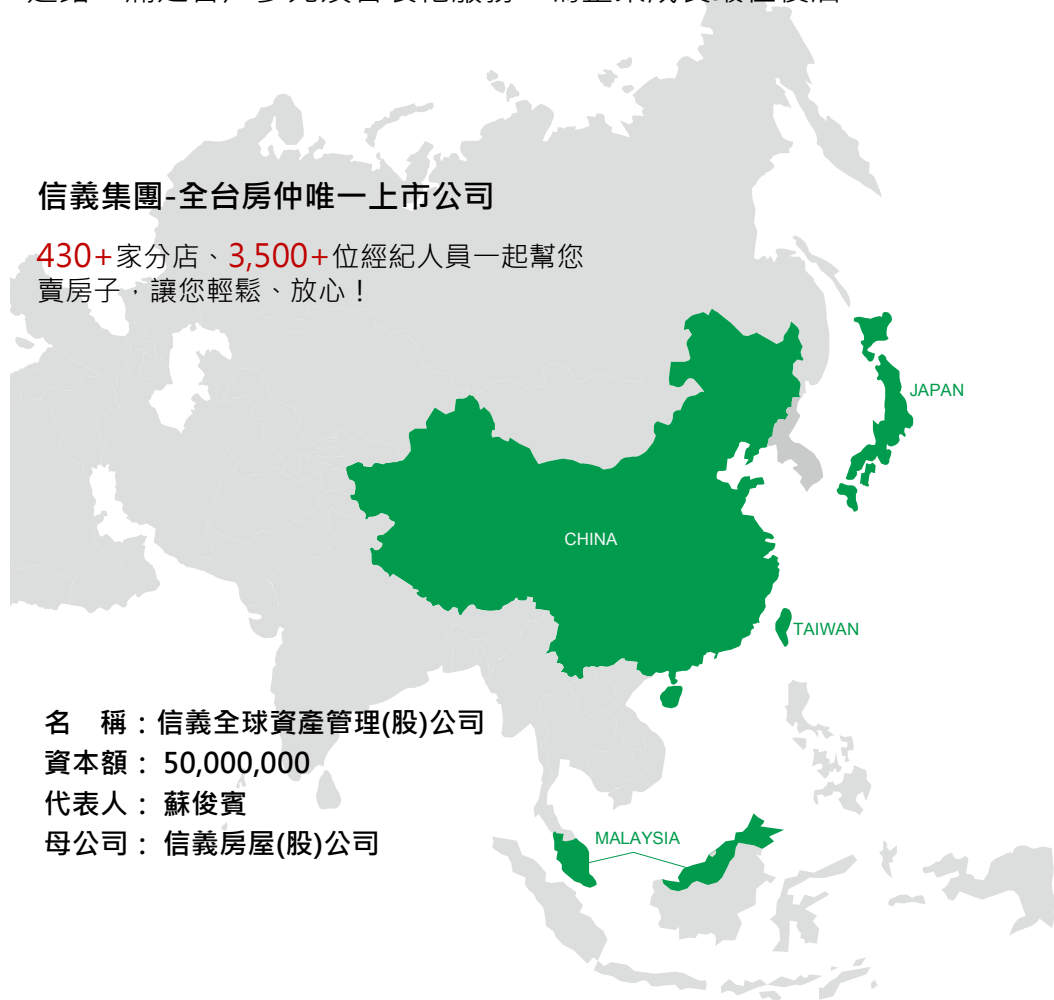 信義集團-全台房仲唯一上市公司
430+家分店、3,500+位經紀人員一起幫您
賣房子，讓您輕鬆、放心！
JAPAN
CHINA
TAIWAN
名　稱：信義全球資產管理(股)公司
資本額： 50,000,000
代表人： 蘇俊賓
母公司： 信義房屋(股)公司
MALAYSIA